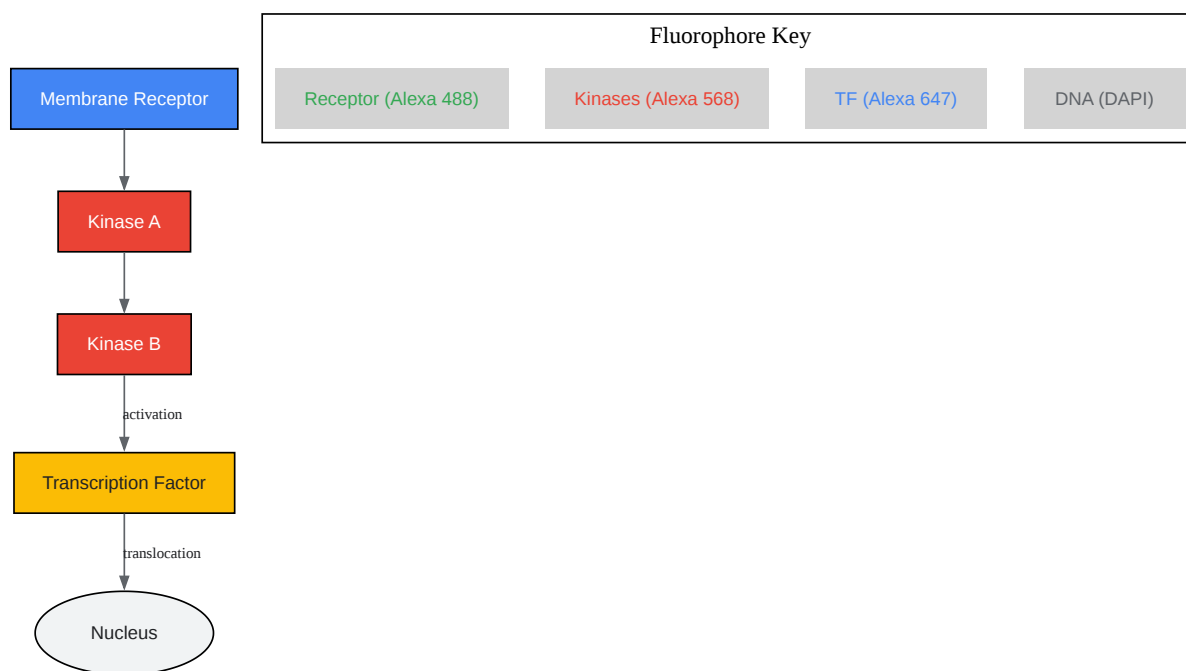 Fluorophore Key
Receptor (Alexa 488)
Kinases (Alexa 568)
TF (Alexa 647)
DNA (DAPI)
Membrane Receptor
Kinase A
Kinase B
activation
Transcription Factor
translocation
Nucleus